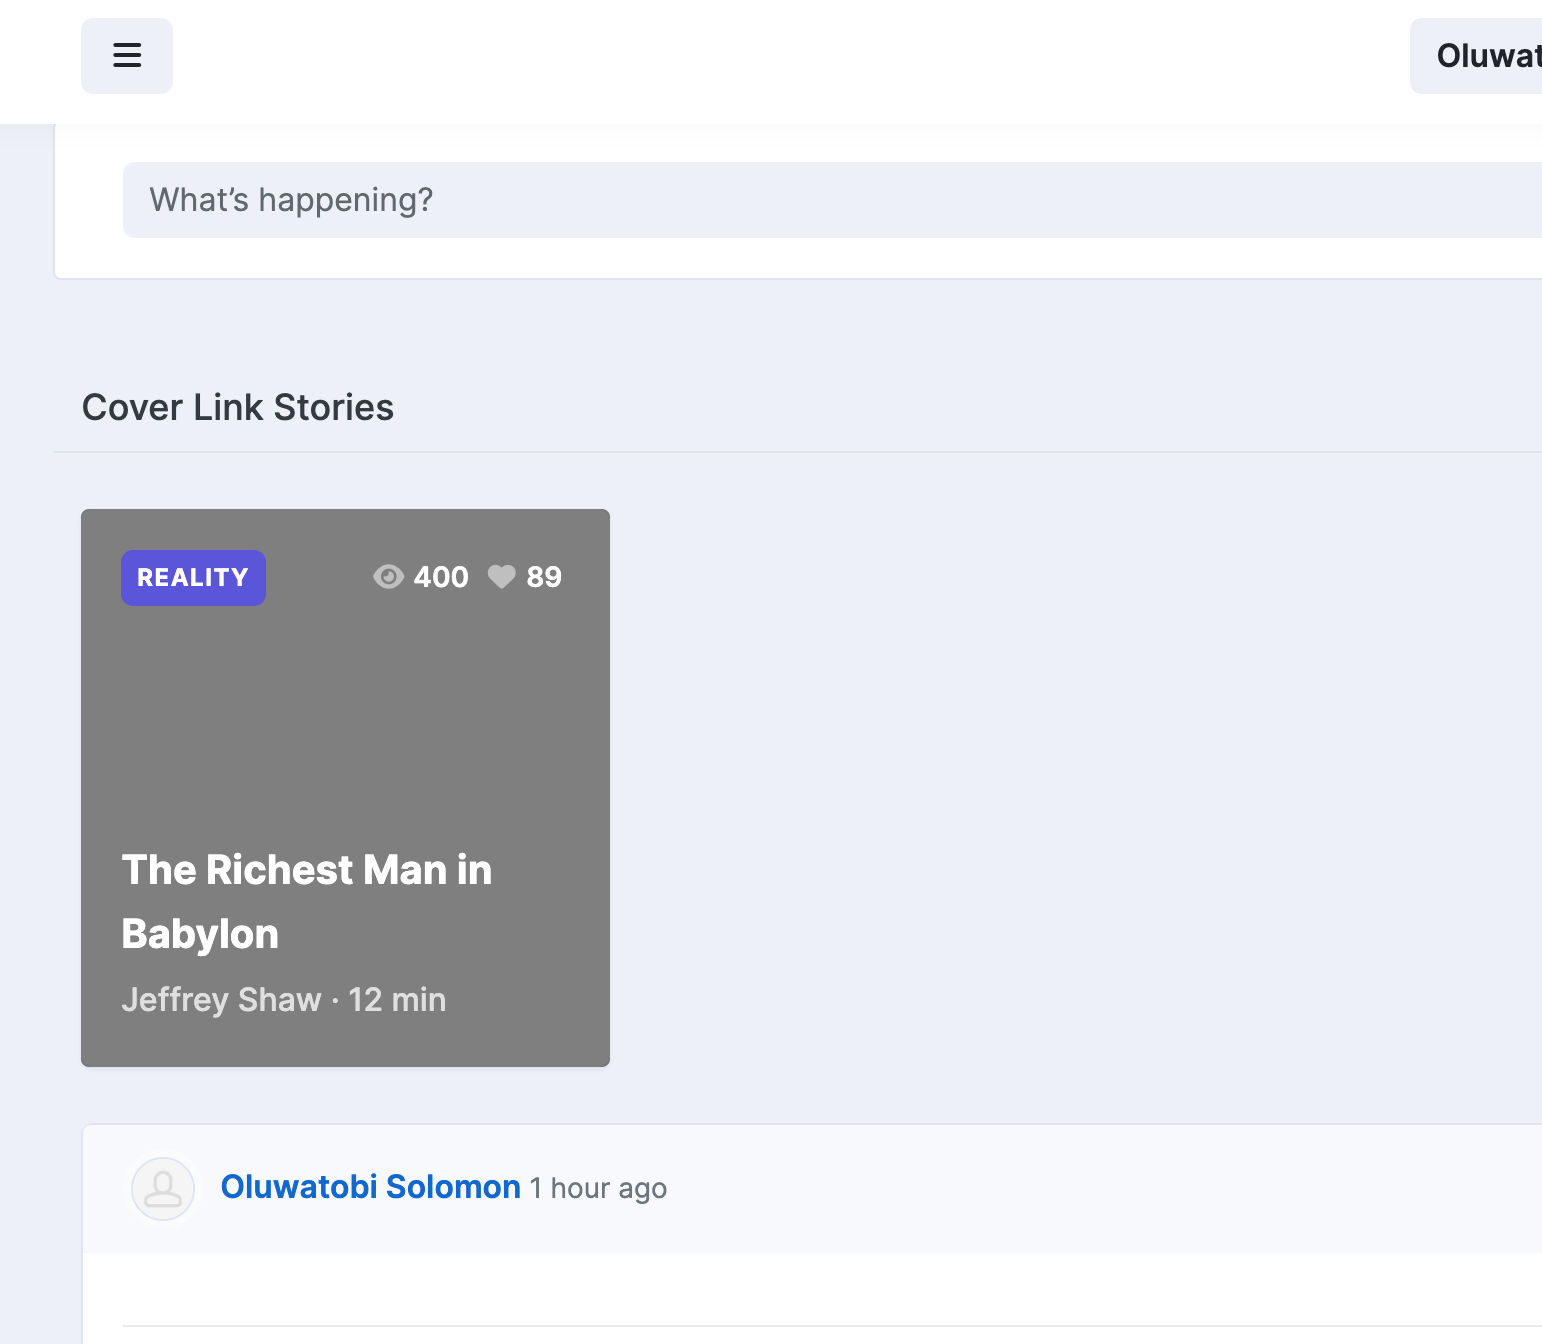 Oluwat
What’s happening?
Cover Link Stories
REALITY 400 89
The Richest Man in
Babylon
Jeffrey Shaw · 12 min
Oluwatobi Solomon 1 hour ago